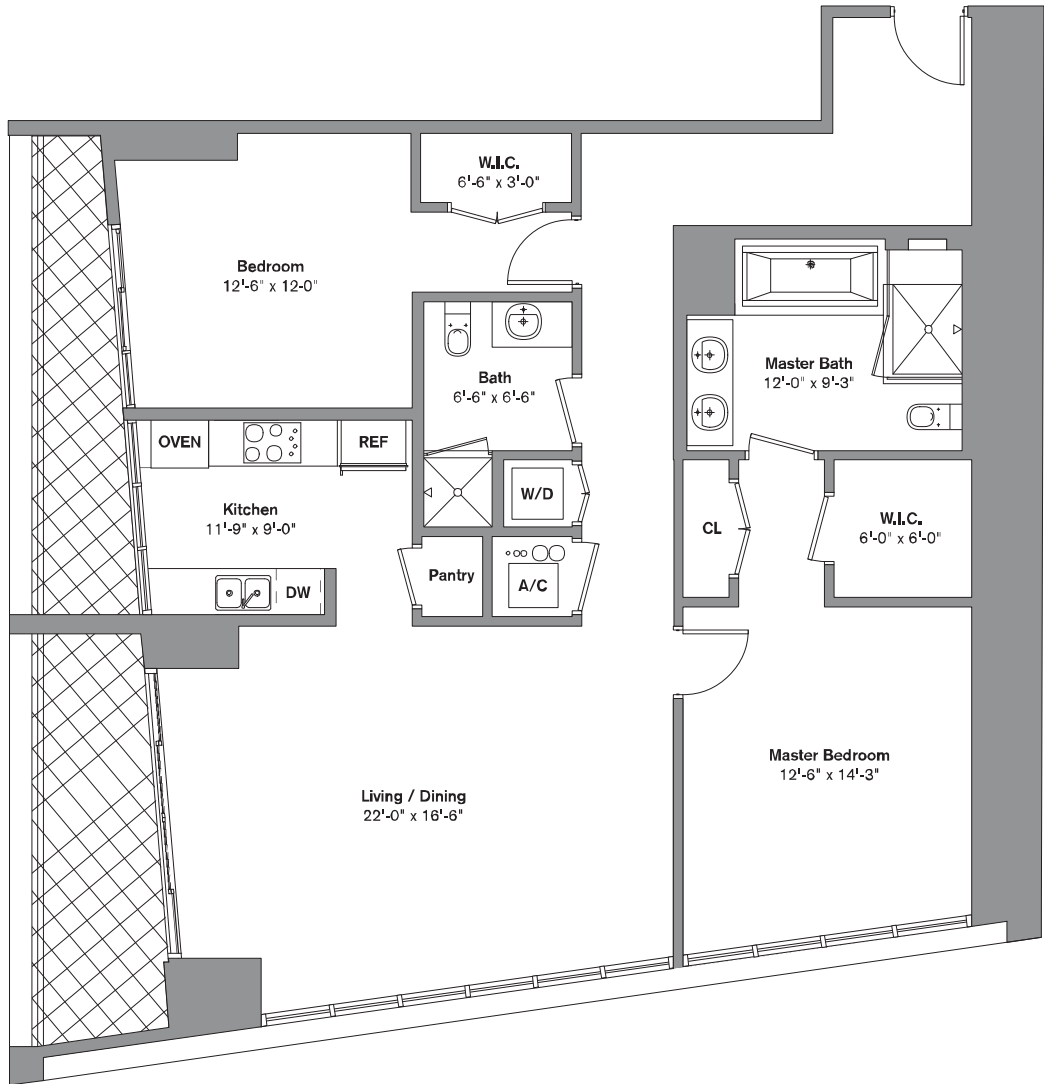 W.I.C.
6'-6" x 3'-0"
Bedroom
12'-6" x 12-0"
Bath
6'-6" x 6'-6"
Master Bath
12'-0" x 9'-3"
OVEN
REF
Kitchen
11'-9" x 9'-0"
W/D
CL
W.I.C.
6'-0" x 6'-0"
Pantry
A/C
DW
Master Bedroom
12'-6" x 14'-3"
Living / Dining
22'-0" x 16'-6"